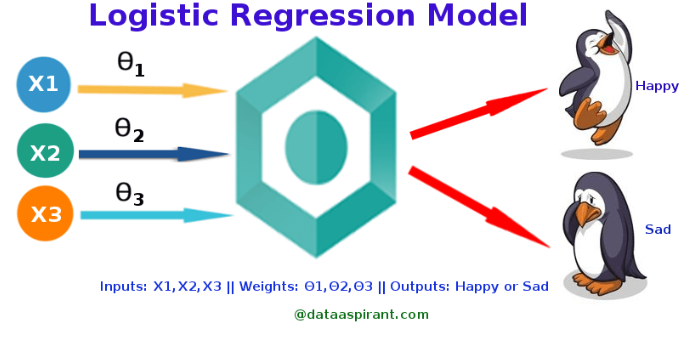 Logistic Regression Model
X1
θ1
X2
θ2
X3
θ3
Happy
Sad
Inputs: X1,X2,X3 || Weights: Θ1,Θ2,Θ3 || Outputs: Happy or Sad
@dataaspirant.com